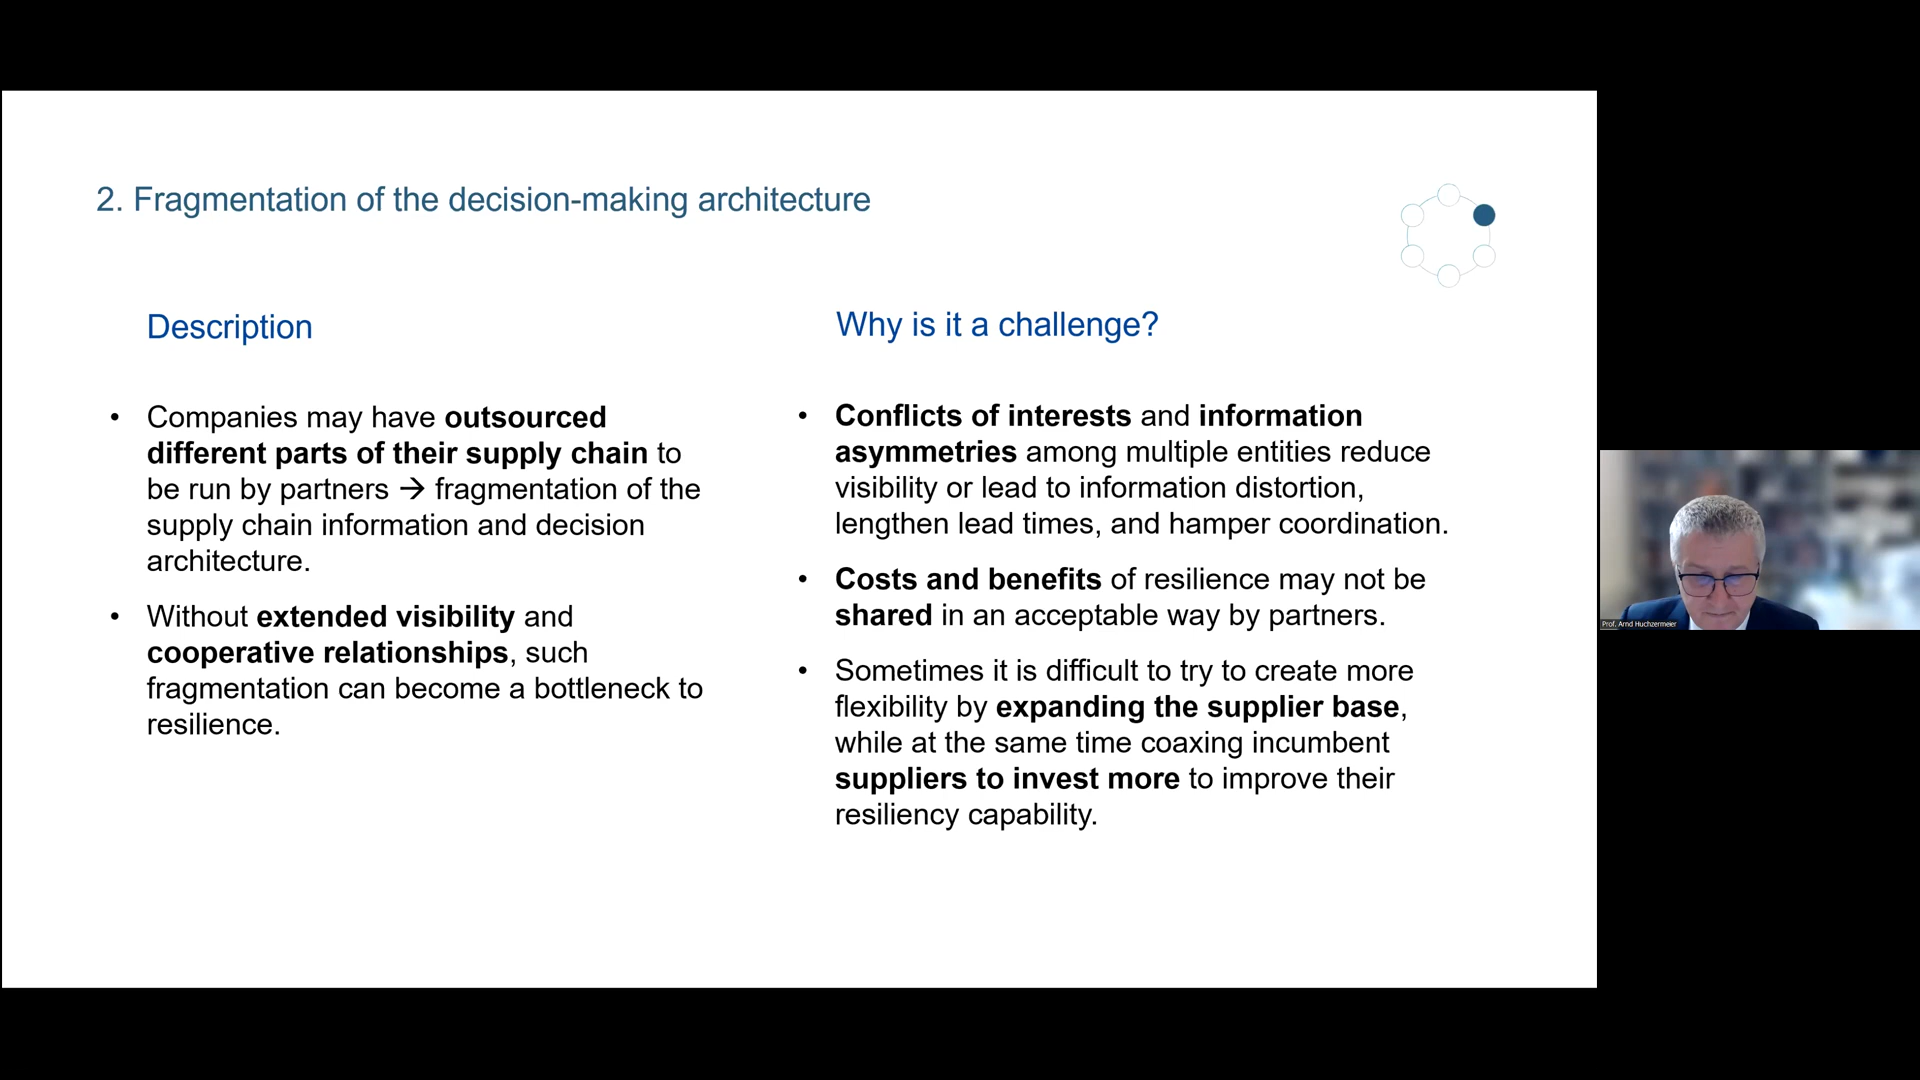 2. Fragmentation of the decision-making architecture
Description
• Companies may have outsourced
different parts of their supply chain to
be run by partners → fragmentation of the
supply chain information and decision
architecture.
• Without extended visibility and
cooperative relationships, such
fragmentation can become a bottleneck to
resilience.
Why is it a challenge?
• Conflicts of interests and information
asymmetries among multiple entities reduce
visibility or lead to information distortion,
lengthen lead times, and hamper coordination.
• Costs and benefits of resilience may not be
shared in an acceptable way by partners.
• Sometimes it is difficult to try to create more
flexibility by expanding the supplier base,
while at the same time coaxing incumbent
suppliers to invest more to improve their
resiliency capability.
Prof. Arnd Huchzermeier